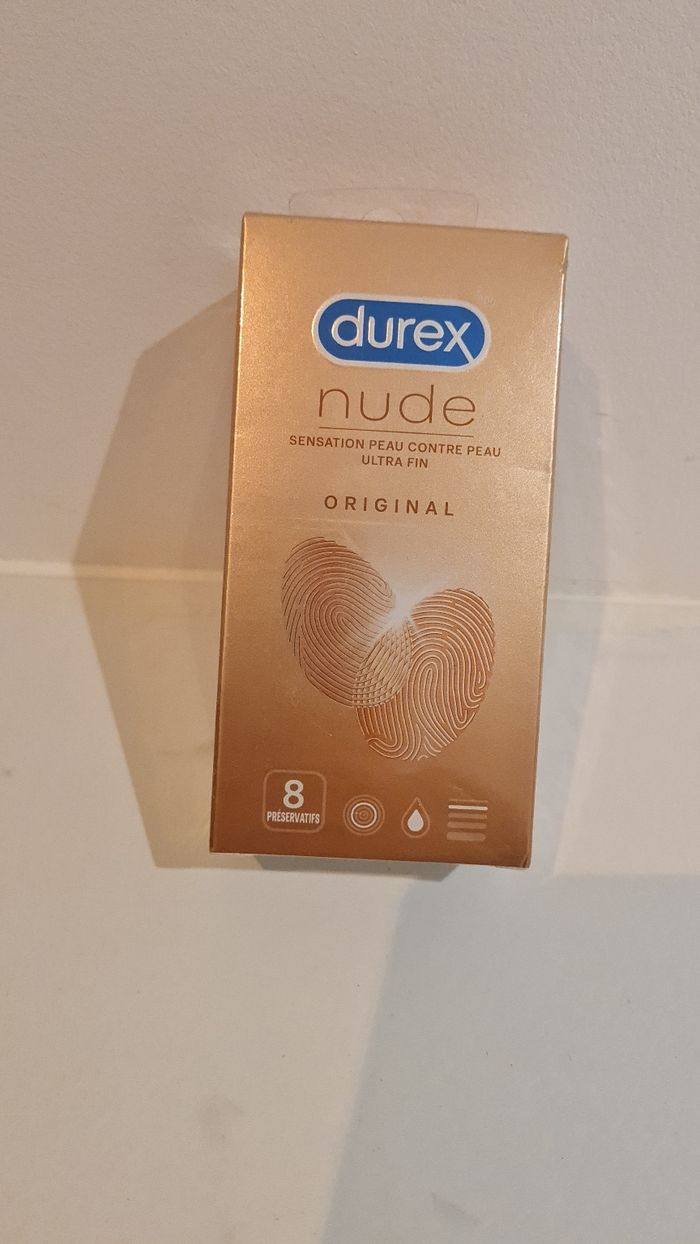 durex
nude
SENSATION PEAU CONTRE PEAU
ULTRA FIN
ORIGINAL
8
PRÉSERVATIFS